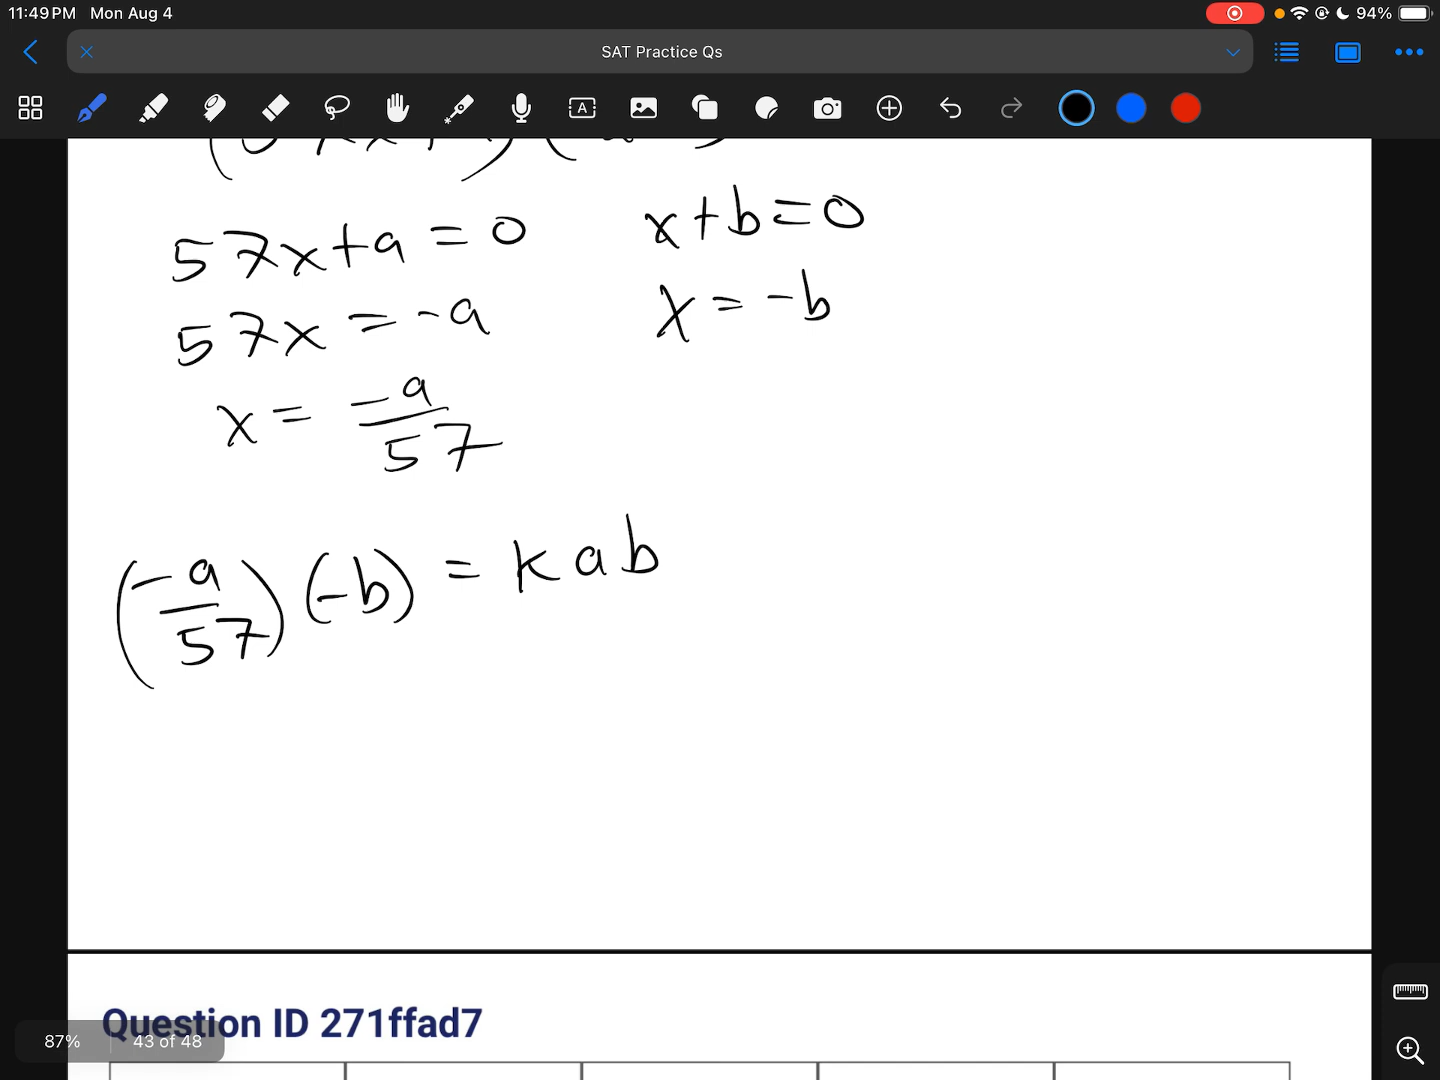 11:49 PM Mon Aug 4 94%
SAT Practice Qs
57x+a=0
x+b=0
57x=-a
x=-b
x=-a/57
(-a/57)(-b)=kab
Question ID 271ffad7
87% 43 of 48